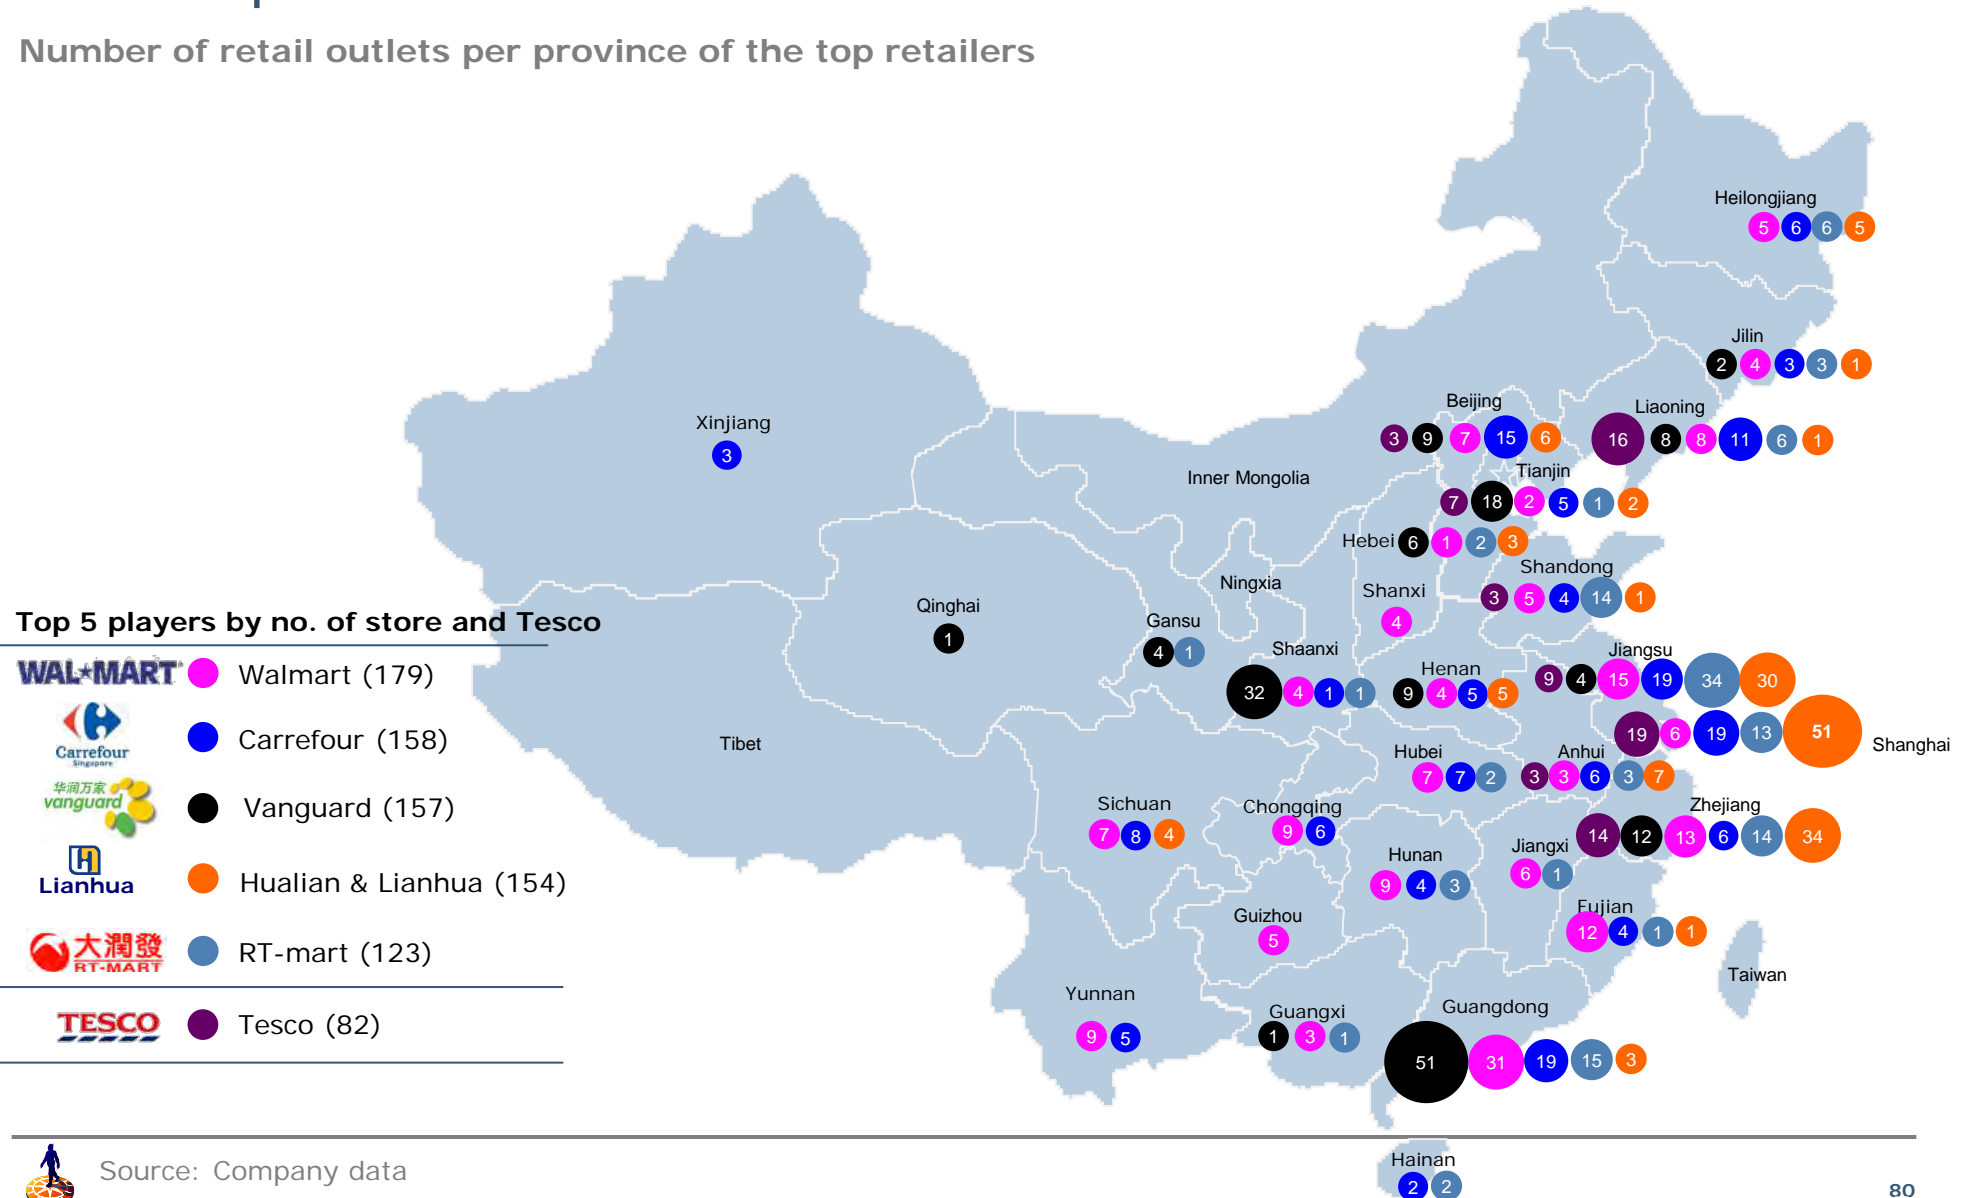 Number of retail outlets per province of the top retailers
Heilongjiang
5 6 6 5
Jilin
2 4 3 3 1
Beijing
3 9 7 15 6
Liaoning
16 8 8 11 6 1
Xinjiang
3
Tianjin
7 18 2 5 1 2
Inner Mongolia
Hebei 6 1 2 3
Shandong
3 5 4 14 1
Ningxia
Shanxi
4
Qinghai
1
Gansu
4 1
Shaanxi
32 4 1 1
Henan
9 4 5 5
Jiangsu
9 4 15 19 34 30
19 6 19 13 51 Shanghai
Tibet
Hubei
7 7 2
Anhui
3 3 6 3 7
Sichuan
7 8 4
Chongqing
9 6
Zhejiang
14 12 13 6 14 34
Hunan
9 4 3
Jiangxi
6 1
Guizhou
5
Fujian
12 4 1 1
Taiwan
Yunnan
9 5
Guangxi
1 3 1
Guangdong
51 31 19 15 3
Hainan
2 2
Top 5 players by no. of store and Tesco
WAL★MART Walmart (179)
Carrefour
Singapore
Carrefour (158)
华润万家
vanguard
Vanguard (157)
Lianhua
Hualian & Lianhua (154)
大潤發
RT-MART
RT-mart (123)
TESCO Tesco (82)
Source: Company data
80